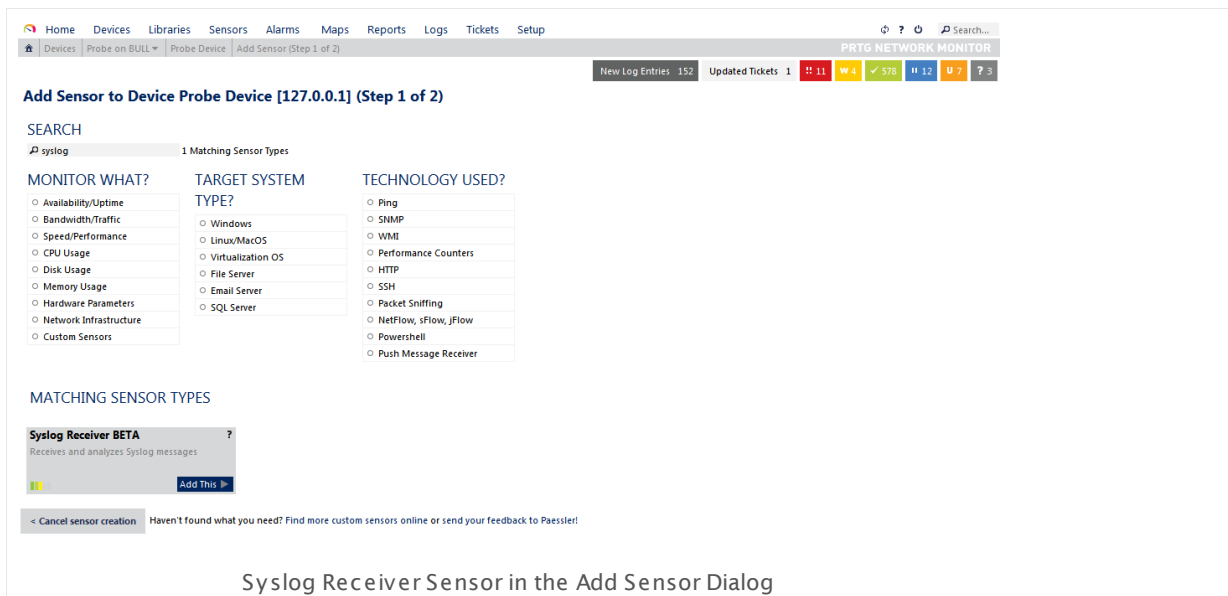 Home Devices Libraries Sensors Alarms Maps Reports Logs Tickets Setup ? Search...
Devices Probe on BULL Probe Device Add Sensor (Step 1 of 2) PRTG NETWORK MONITOR
New Log Entries 152 Updated Tickets 1 !! 11 W 4 578 II 12 U 7 ? 3
Add Sensor to Device Probe Device [127.0.0.1] (Step 1 of 2)
SEARCH
syslog 1 Matching Sensor Types
MONITOR WHAT?
Availability/Uptime
Bandwidth/Traffic
Speed/Performance
CPU Usage
Disk Usage
Memory Usage
Hardware Parameters
Network Infrastructure
Custom Sensors
TARGET SYSTEM
TYPE?
Windows
Linux/MacOS
Virtualization OS
File Server
Email Server
SQL Server
TECHNOLOGY USED?
Ping
SNMP
WMI
Performance Counters
HTTP
SSH
Packet Sniffing
NetFlow, sFlow, jFlow
Powershell
Push Message Receiver
MATCHING SENSOR TYPES
Syslog Receiver BETA ?
Receives and analyzes Syslog messages
Add This
< Cancel sensor creation Haven't found what you need? Find more custom sensors online or send your feedback to Paessler!
Syslog Receiver Sensor in the Add Sensor Dialog